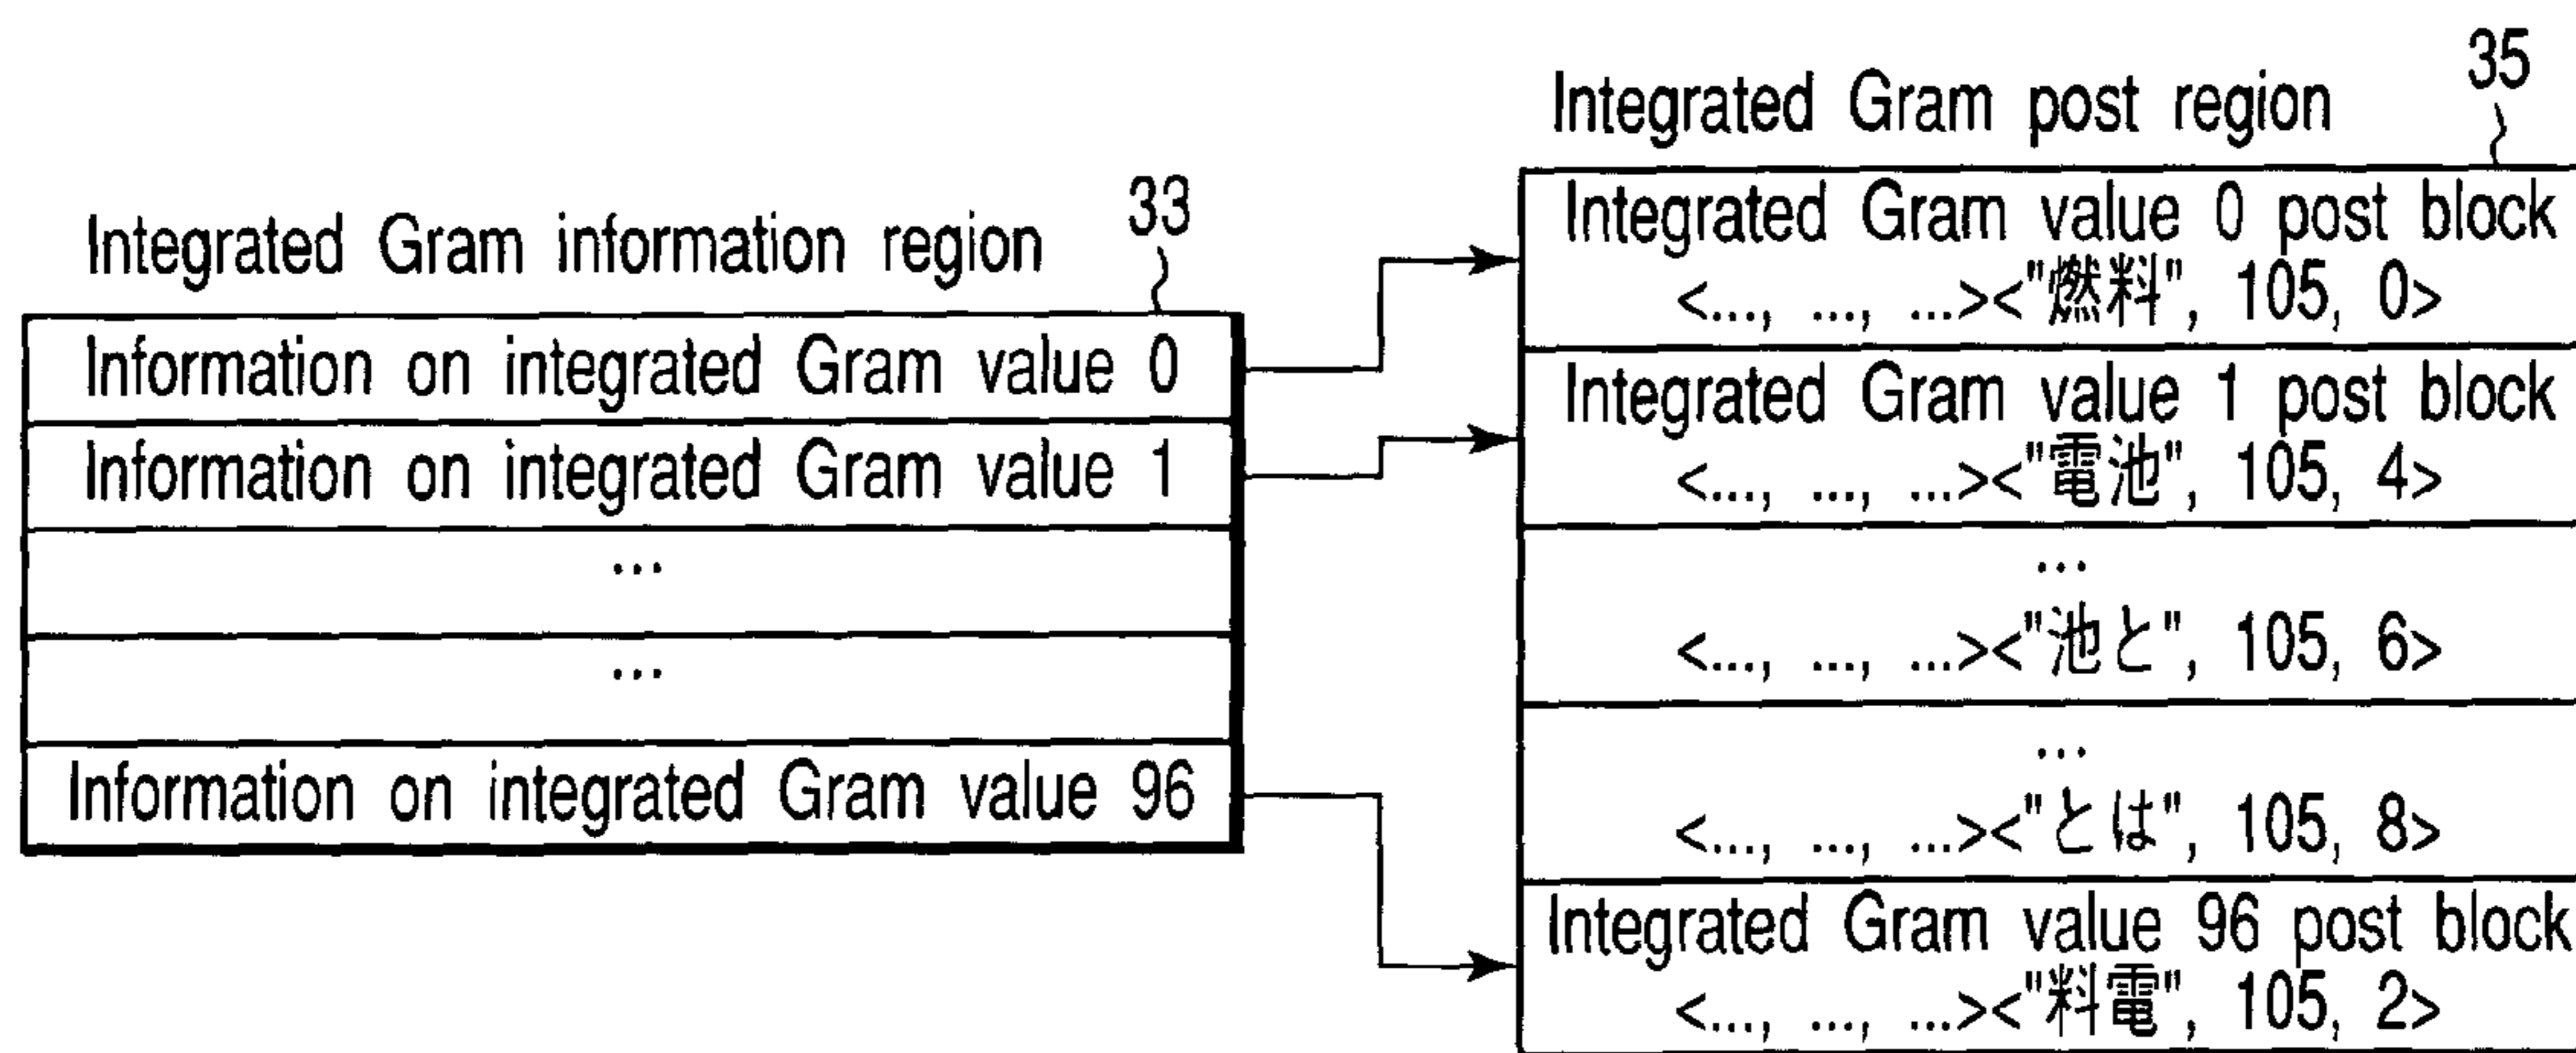 Integrated Gram information region
33
Information on integrated Gram value 0
Information on integrated Gram value 1
...
...
Information on integrated Gram value 96
Integrated Gram post region
35
Integrated Gram value 0 post block
<..., ..., ...><"燃料", 105, 0>
Integrated Gram value 1 post block
<..., ..., ...><"電池", 105, 4>
...
<..., ..., ...><"池と", 105, 6>
...
<..., ..., ...><"とは", 105, 8>
Integrated Gram value 96 post block
<..., ..., ...><"料電", 105, 2>